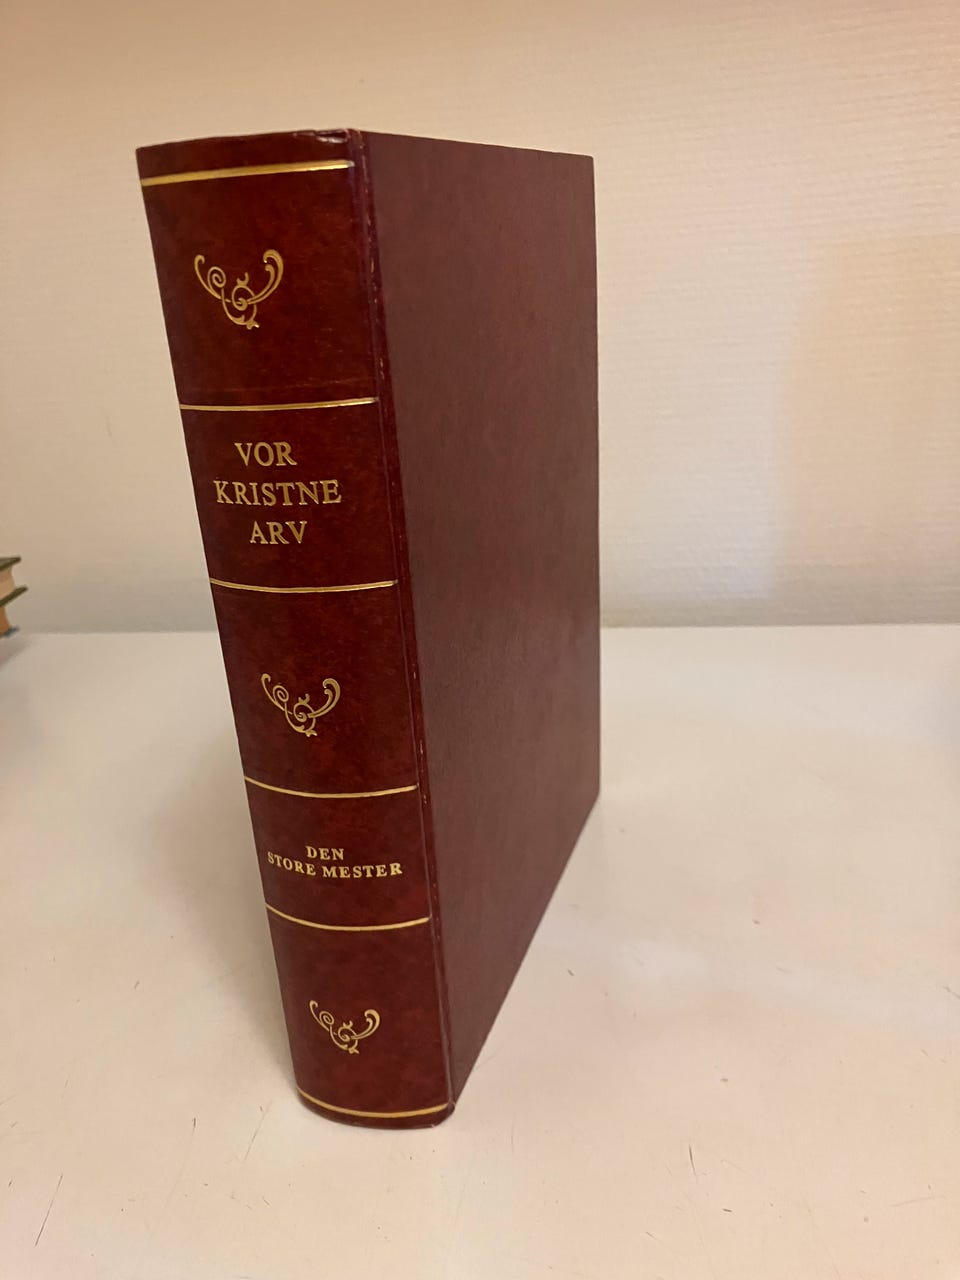 VOR
KRISTNE
ARV
DEN
STORE MESTER